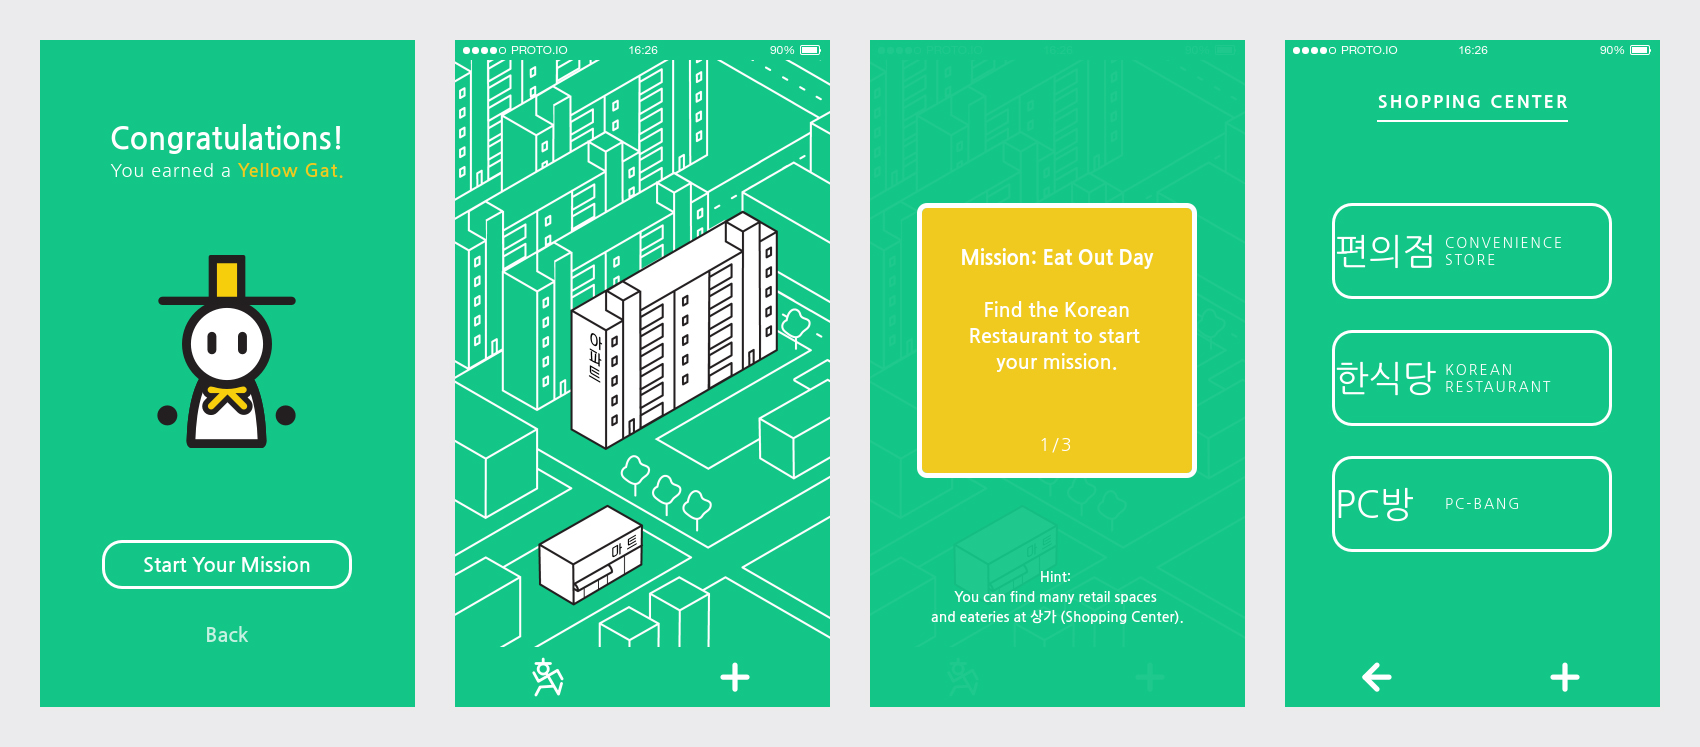 Congratulations!
You earned a Yellow Gat.
Start Your Mission
Back
PROTO.IO 16:26 90%
아파트
마트
Mission: Eat Out Day
Find the Korean
Restaurant to start
your mission.
1/3
Hint:
You can find many retail spaces
and eateries at 상가 (Shopping Center).
PROTO.IO 16:26 90%
SHOPPING CENTER
편의점 CONVENIENCE
STORE
한식당 KOREAN
RESTAURANT
PC방 PC-BANG